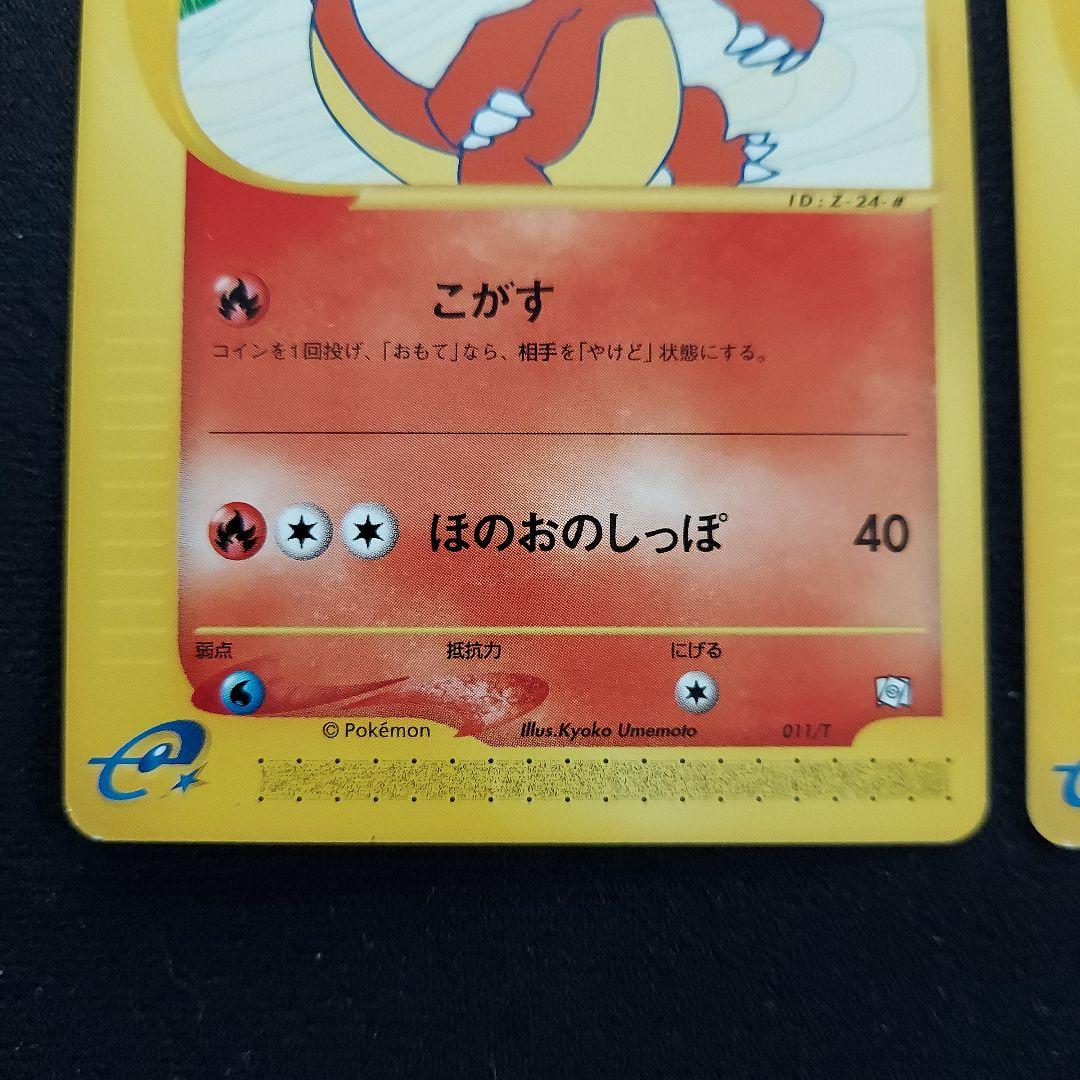 ID:Z-24-#
こがす
コインを1回投げ、「おもて」なら、相手を「やけど」状態にする。
ほのおのしっぽ 40
弱点 抵抗力 にげる
© Pokémon Illus.Kyoko Umemoto 011/T
e